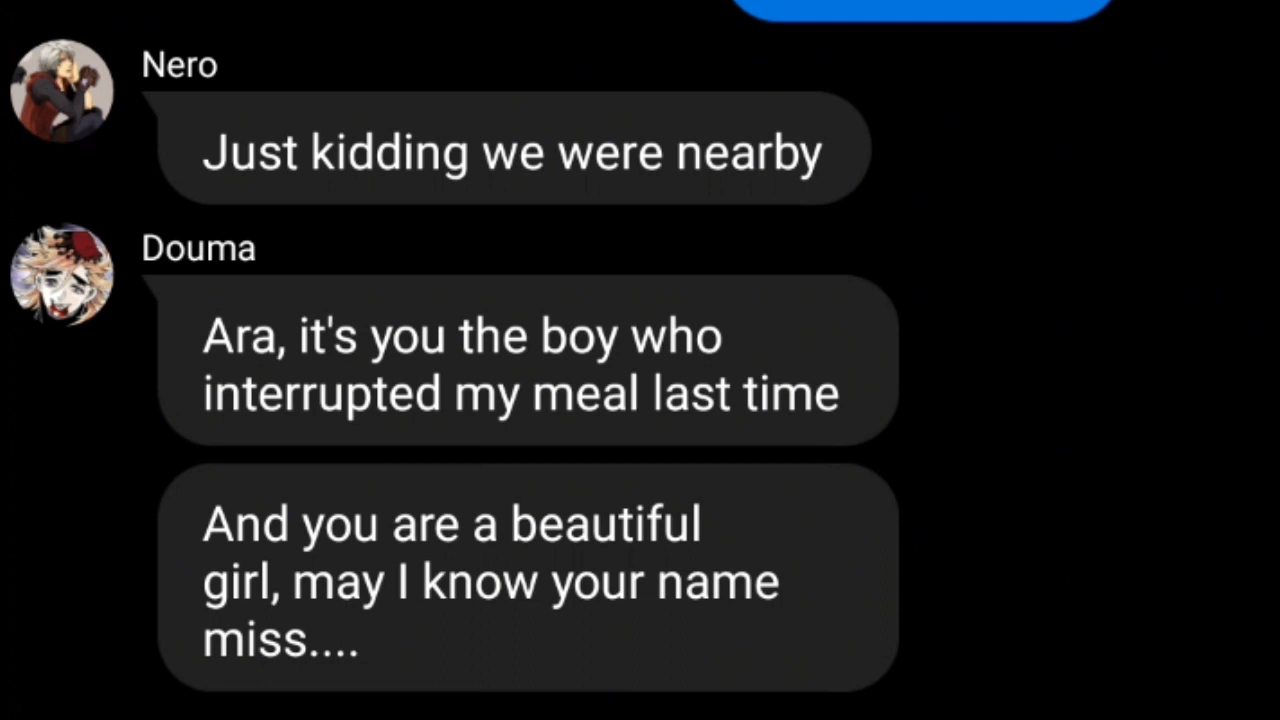 Nero
Just kidding we were nearby
Douma
Ara, it's you the boy who
interrupted my meal last time
And you are a beautiful
girl, may I know your name
miss....